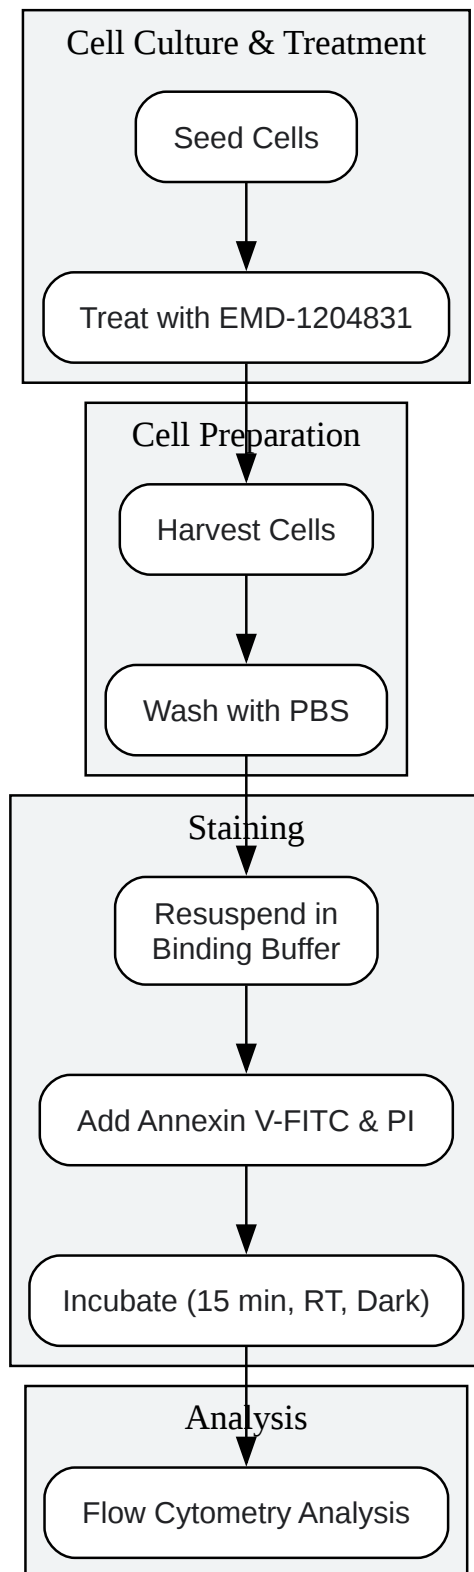 Cell Culture & Treatment
Seed Cells
Treat with EMD-1204831
Cell Preparation
Harvest Cells
Wash with PBS
Staining
Resuspend in
Binding Buffer
Add Annexin V-FITC & PI
Incubate (15 min, RT, Dark)
Analysis
Flow Cytometry Analysis